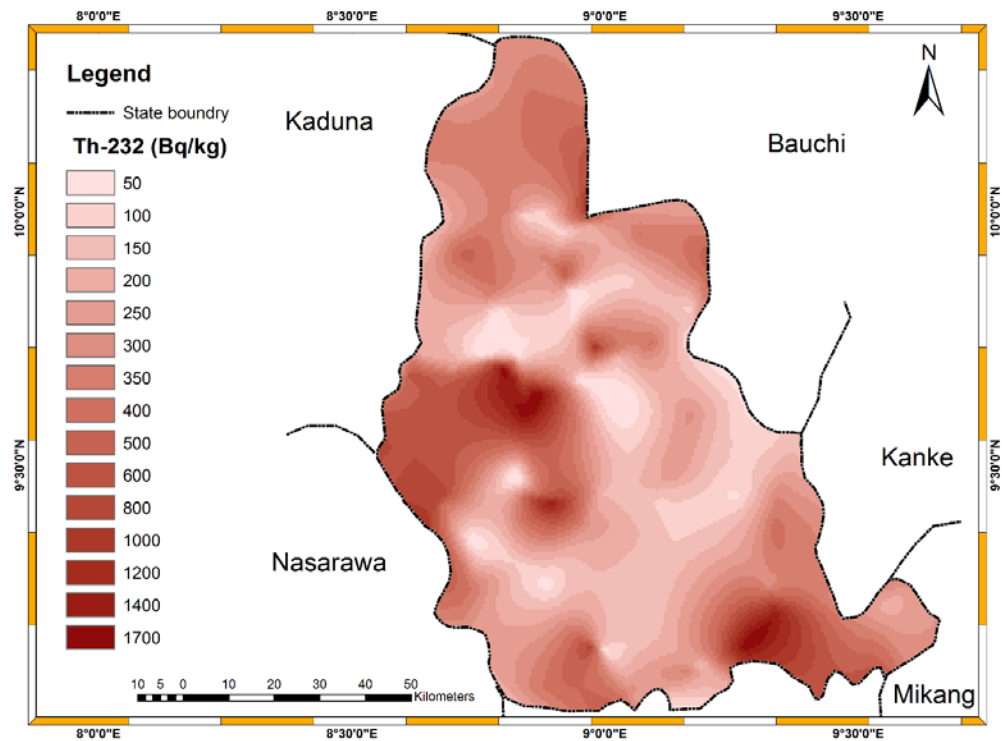 8°0'0"E 8°30'0"E 9°0'0"E 9°30'0"E
N
Legend
State boundry
Th-232 (Bq/kg)
50
100
150
200
250
300
350
400
500
600
800
1000
1200
1400
1700
Kaduna
Bauchi
10°0'0"N
10°0'0"N
9°30'0"N
9°30'0"N
Kanke
Nasarawa
Mikang
10 5 0 10 20 30 40 50
Kilometers
8°0'0"E 8°30'0"E 9°0'0"E 9°30'0"E